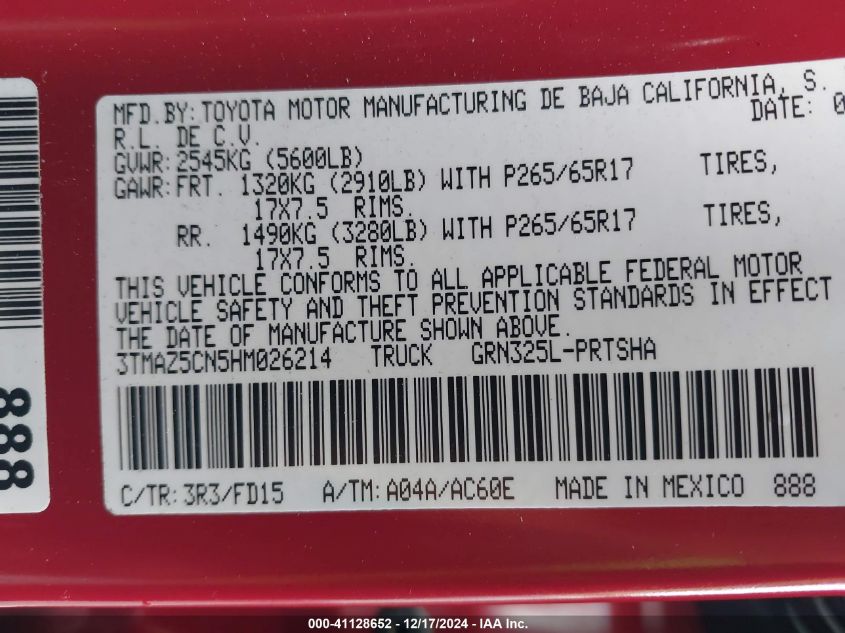 MFD.BY: TOYOTA MOTOR MANUFACTURING DE BAJA CALIFORNIA, S.
R.L. DE C.V. DATE: 0
GVWR: 2545KG (5600LB)
GAWR: FRT. 1320KG (2910LB) WITH P265/65R17 TIRES,
17X7.5 RIMS.
RR. 1490KG (3280LB) WITH P265/65R17 TIRES,
17X7.5 RIMS.
THIS VEHICLE CONFORMS TO ALL APPLICABLE FEDERAL MOTOR
VEHICLE SAFETY AND THEFT PREVENTION STANDARDS IN EFFECT
THE DATE OF MANUFACTURE SHOWN ABOVE.
3TMAZ5CN5HM026214 TRUCK GRN325L-PRTSHA
C/TR: 3R3/FD15 A/TM: A04A/AC60E MADE IN MEXICO 888
888
000-41128652 - 12/17/2024 - IAA Inc.